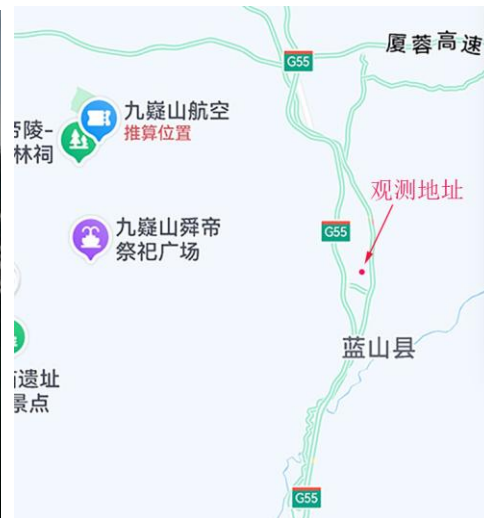 厦蓉高速
G55
九嶷山航空
推算位置
帝陵-
林祠
观测地址
九嶷山舜帝
祭祀广场
G55
蓝山县
遗址
景点
G55